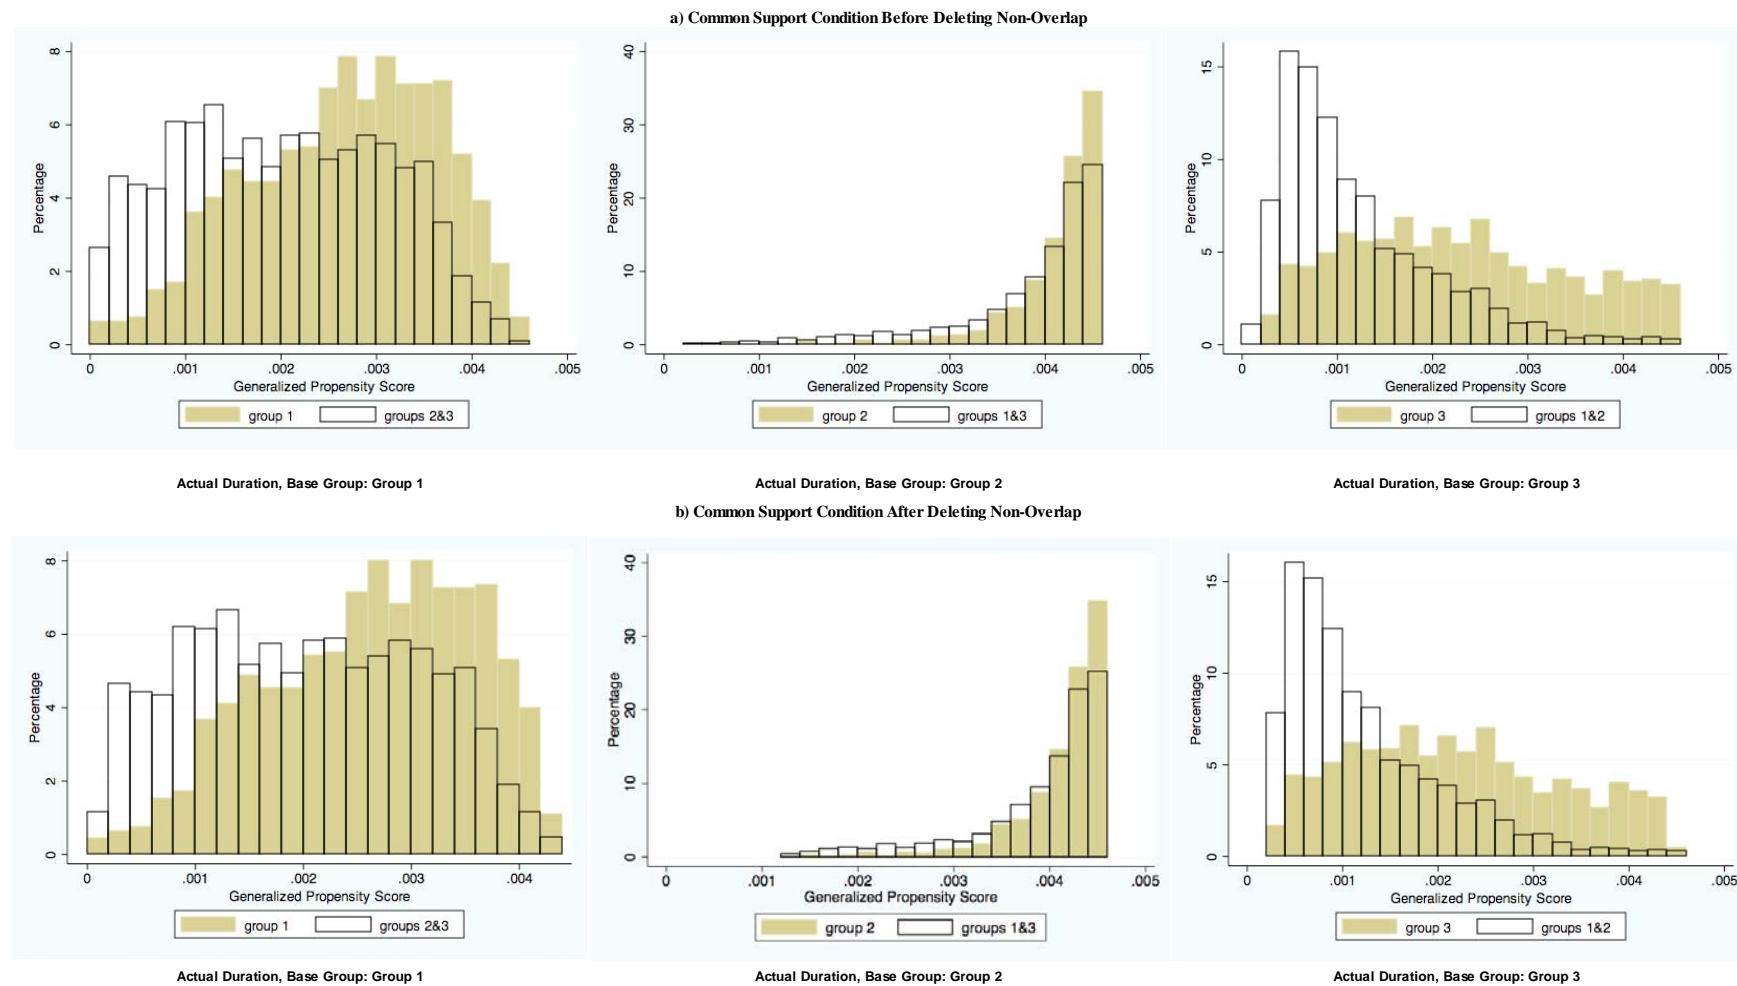 a) Common Support Condition Before Deleting Non-Overlap
Percentage
0 2 4 6 8
0 .001 .002 .003 .004 .005
Generalized Propensity Score
group 1 groups 2&3
Percentage
0 10 20 30 40
0 .001 .002 .003 .004 .005
Generalized Propensity Score
group 2 groups 1&3
Percentage
0 5 10 15
0 .001 .002 .003 .004 .005
Generalized Propensity Score
group 3 groups 1&2
Actual Duration, Base Group: Group 1
Actual Duration, Base Group: Group 2
Actual Duration, Base Group: Group 3
b) Common Support Condition After Deleting Non-Overlap
Percentage
0 2 4 6 8
0 .001 .002 .003 .004
Generalized Propensity Score
group 1 groups 2&3
Percentage
0 10 20 30 40
0 .001 .002 .003 .004 .005
Generalized Propensity Score
group 2 groups 1&3
Percentage
0 5 10 15
0 .001 .002 .003 .004 .005
Generalized Propensity Score
group 3 groups 1&2
Actual Duration, Base Group: Group 1
Actual Duration, Base Group: Group 2
Actual Duration, Base Group: Group 3